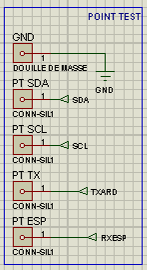 POINT TEST
GND
1
DOUILLE DE MASSE
GND
PT SDA
1
SDA
CONN-SIL1
PT SCL
1
SCL
CONN-SIL1
PT TX
1
TXARD
CONN-SIL1
PT ESP
1
RXESP
CONN-SIL1